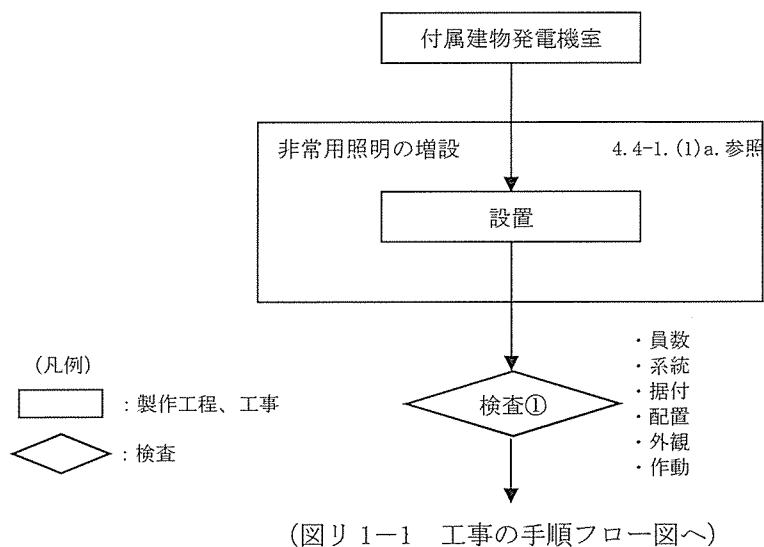 付属建物発電機室
非常用照明の増設 4.4-1.(1)a.参照
設置
検査①
・員数
・系統
・据付
・配置
・外観
・作動
(凡例)
：製作工程、工事
：検査
(図リ 1－1 工事の手順フロー図へ)